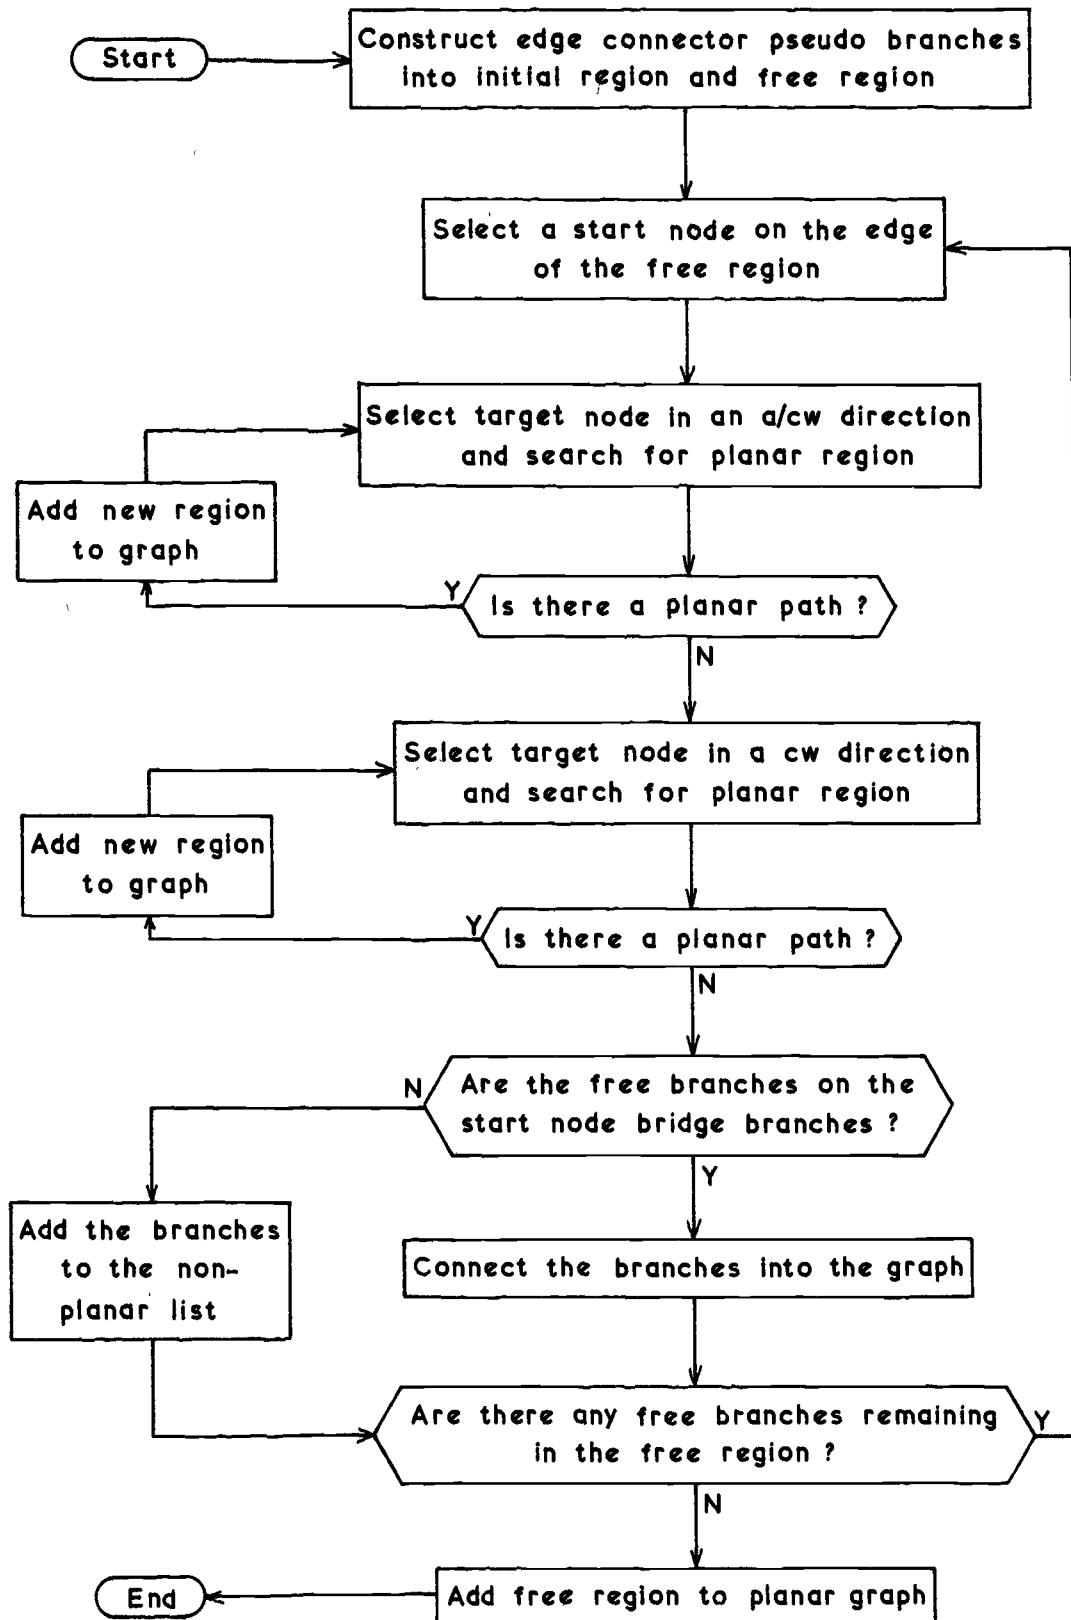 Start
Construct edge connector pseudo branches
into initial region and free region
Select a start node on the edge
of the free region
Select target node in an a/cw direction
and search for planar region
Add new region
to graph
Y
Is there a planar path ?
N
Select target node in a cw direction
and search for planar region
Add new region
to graph
Y
Is there a planar path ?
N
N
Are the free branches on the
start node bridge branches ?
Y
Add the branches
to the non-
planar list
Connect the branches into the graph
Are there any free branches remaining
in the free region ?
Y
N
End
Add free region to planar graph